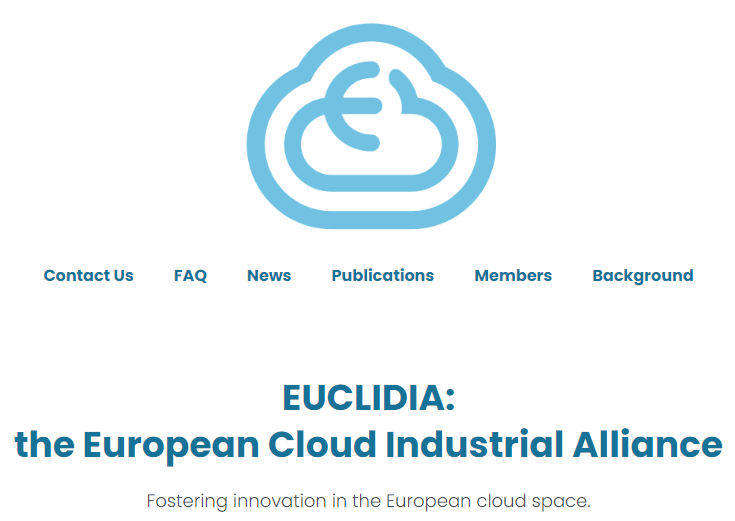 Contact Us FAQ News Publications Members Background
EUCLIDIA:
the European Cloud Industrial Alliance
Fostering innovation in the European cloud space.